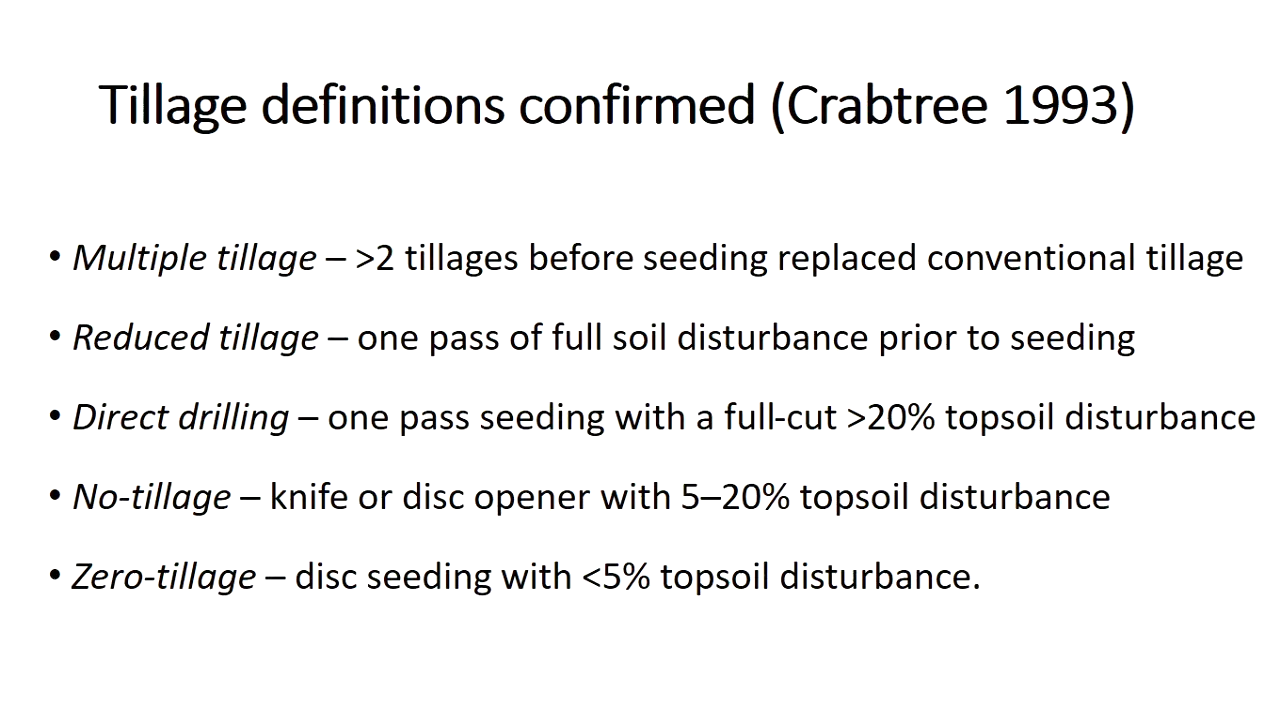 Tillage definitions confirmed (Crabtree 1993)
• Multiple tillage – >2 tillages before seeding replaced conventional tillage
• Reduced tillage – one pass of full soil disturbance prior to seeding
• Direct drilling – one pass seeding with a full-cut >20% topsoil disturbance
• No-tillage – knife or disc opener with 5–20% topsoil disturbance
• Zero-tillage – disc seeding with <5% topsoil disturbance.